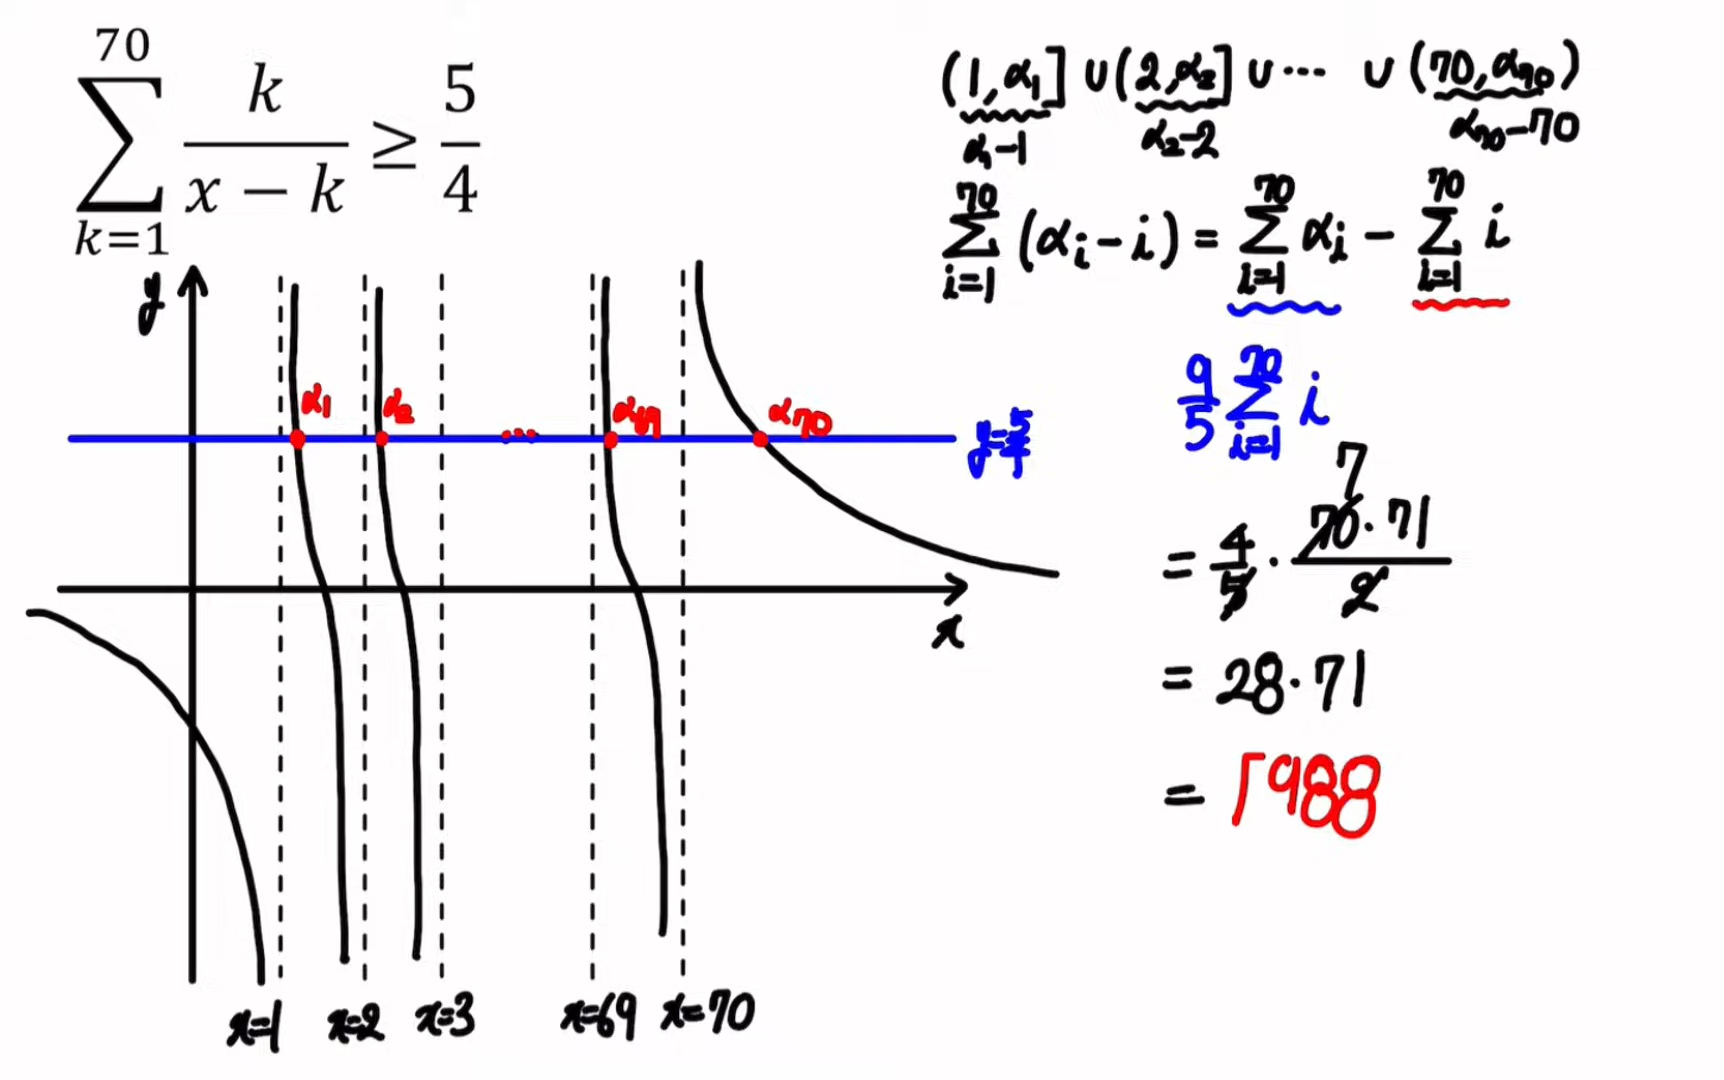 70
∑ k/(x − k) ≥ 5/4
k=1
(1,α₁] ∪ (2,α₂] ∪ ··· ∪ (70,α₇₀)
α₁−1 α₂−2 α₇₀−70
∑_{i=1}^{70} (αᵢ−i) = ∑_{i=1}^{70} αᵢ − ∑_{i=1}^{70} i
9/5 ∑_{i=1}^{70} i
7
= 4/5 · 70·71/2
= 28·71
= 1988
y
α₁ α₂ ··· α₆₉ α₇₀
y=5/4
x
x=1 x=2 x=3 x=69 x=70